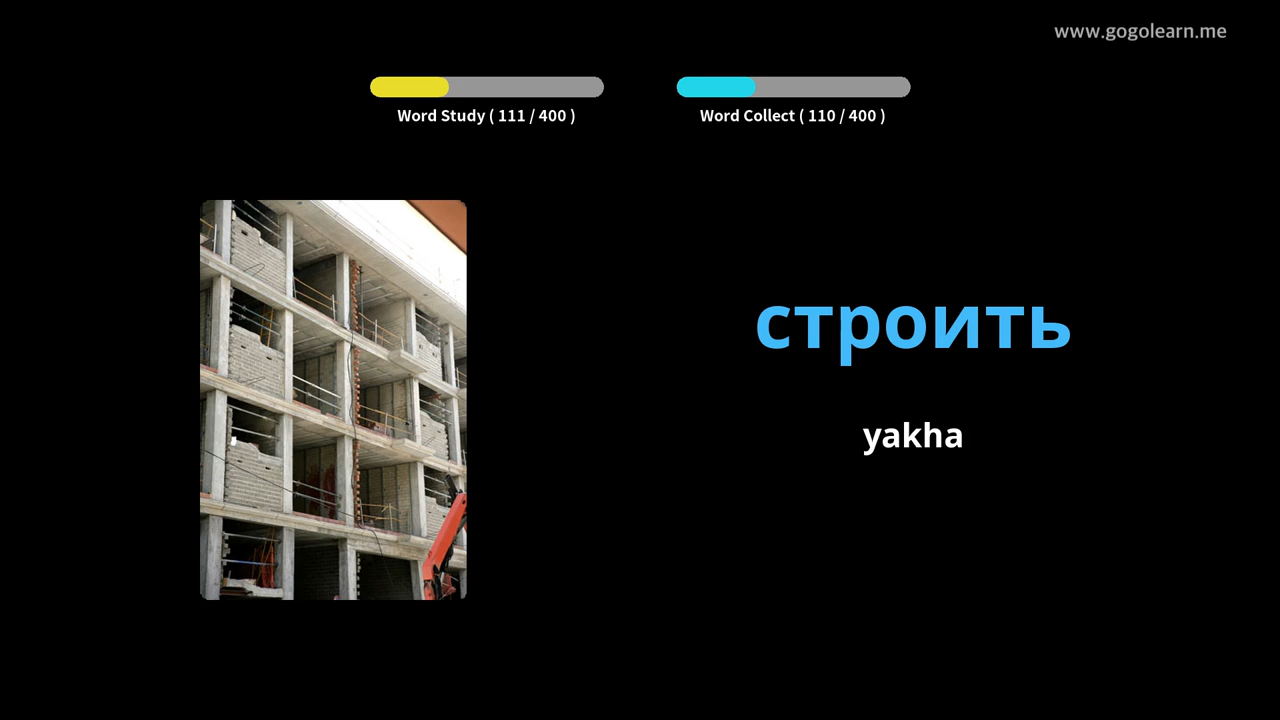 www.gogolearn.me
Word Study ( 111 / 400 )
Word Collect ( 110 / 400 )
строить
yakha